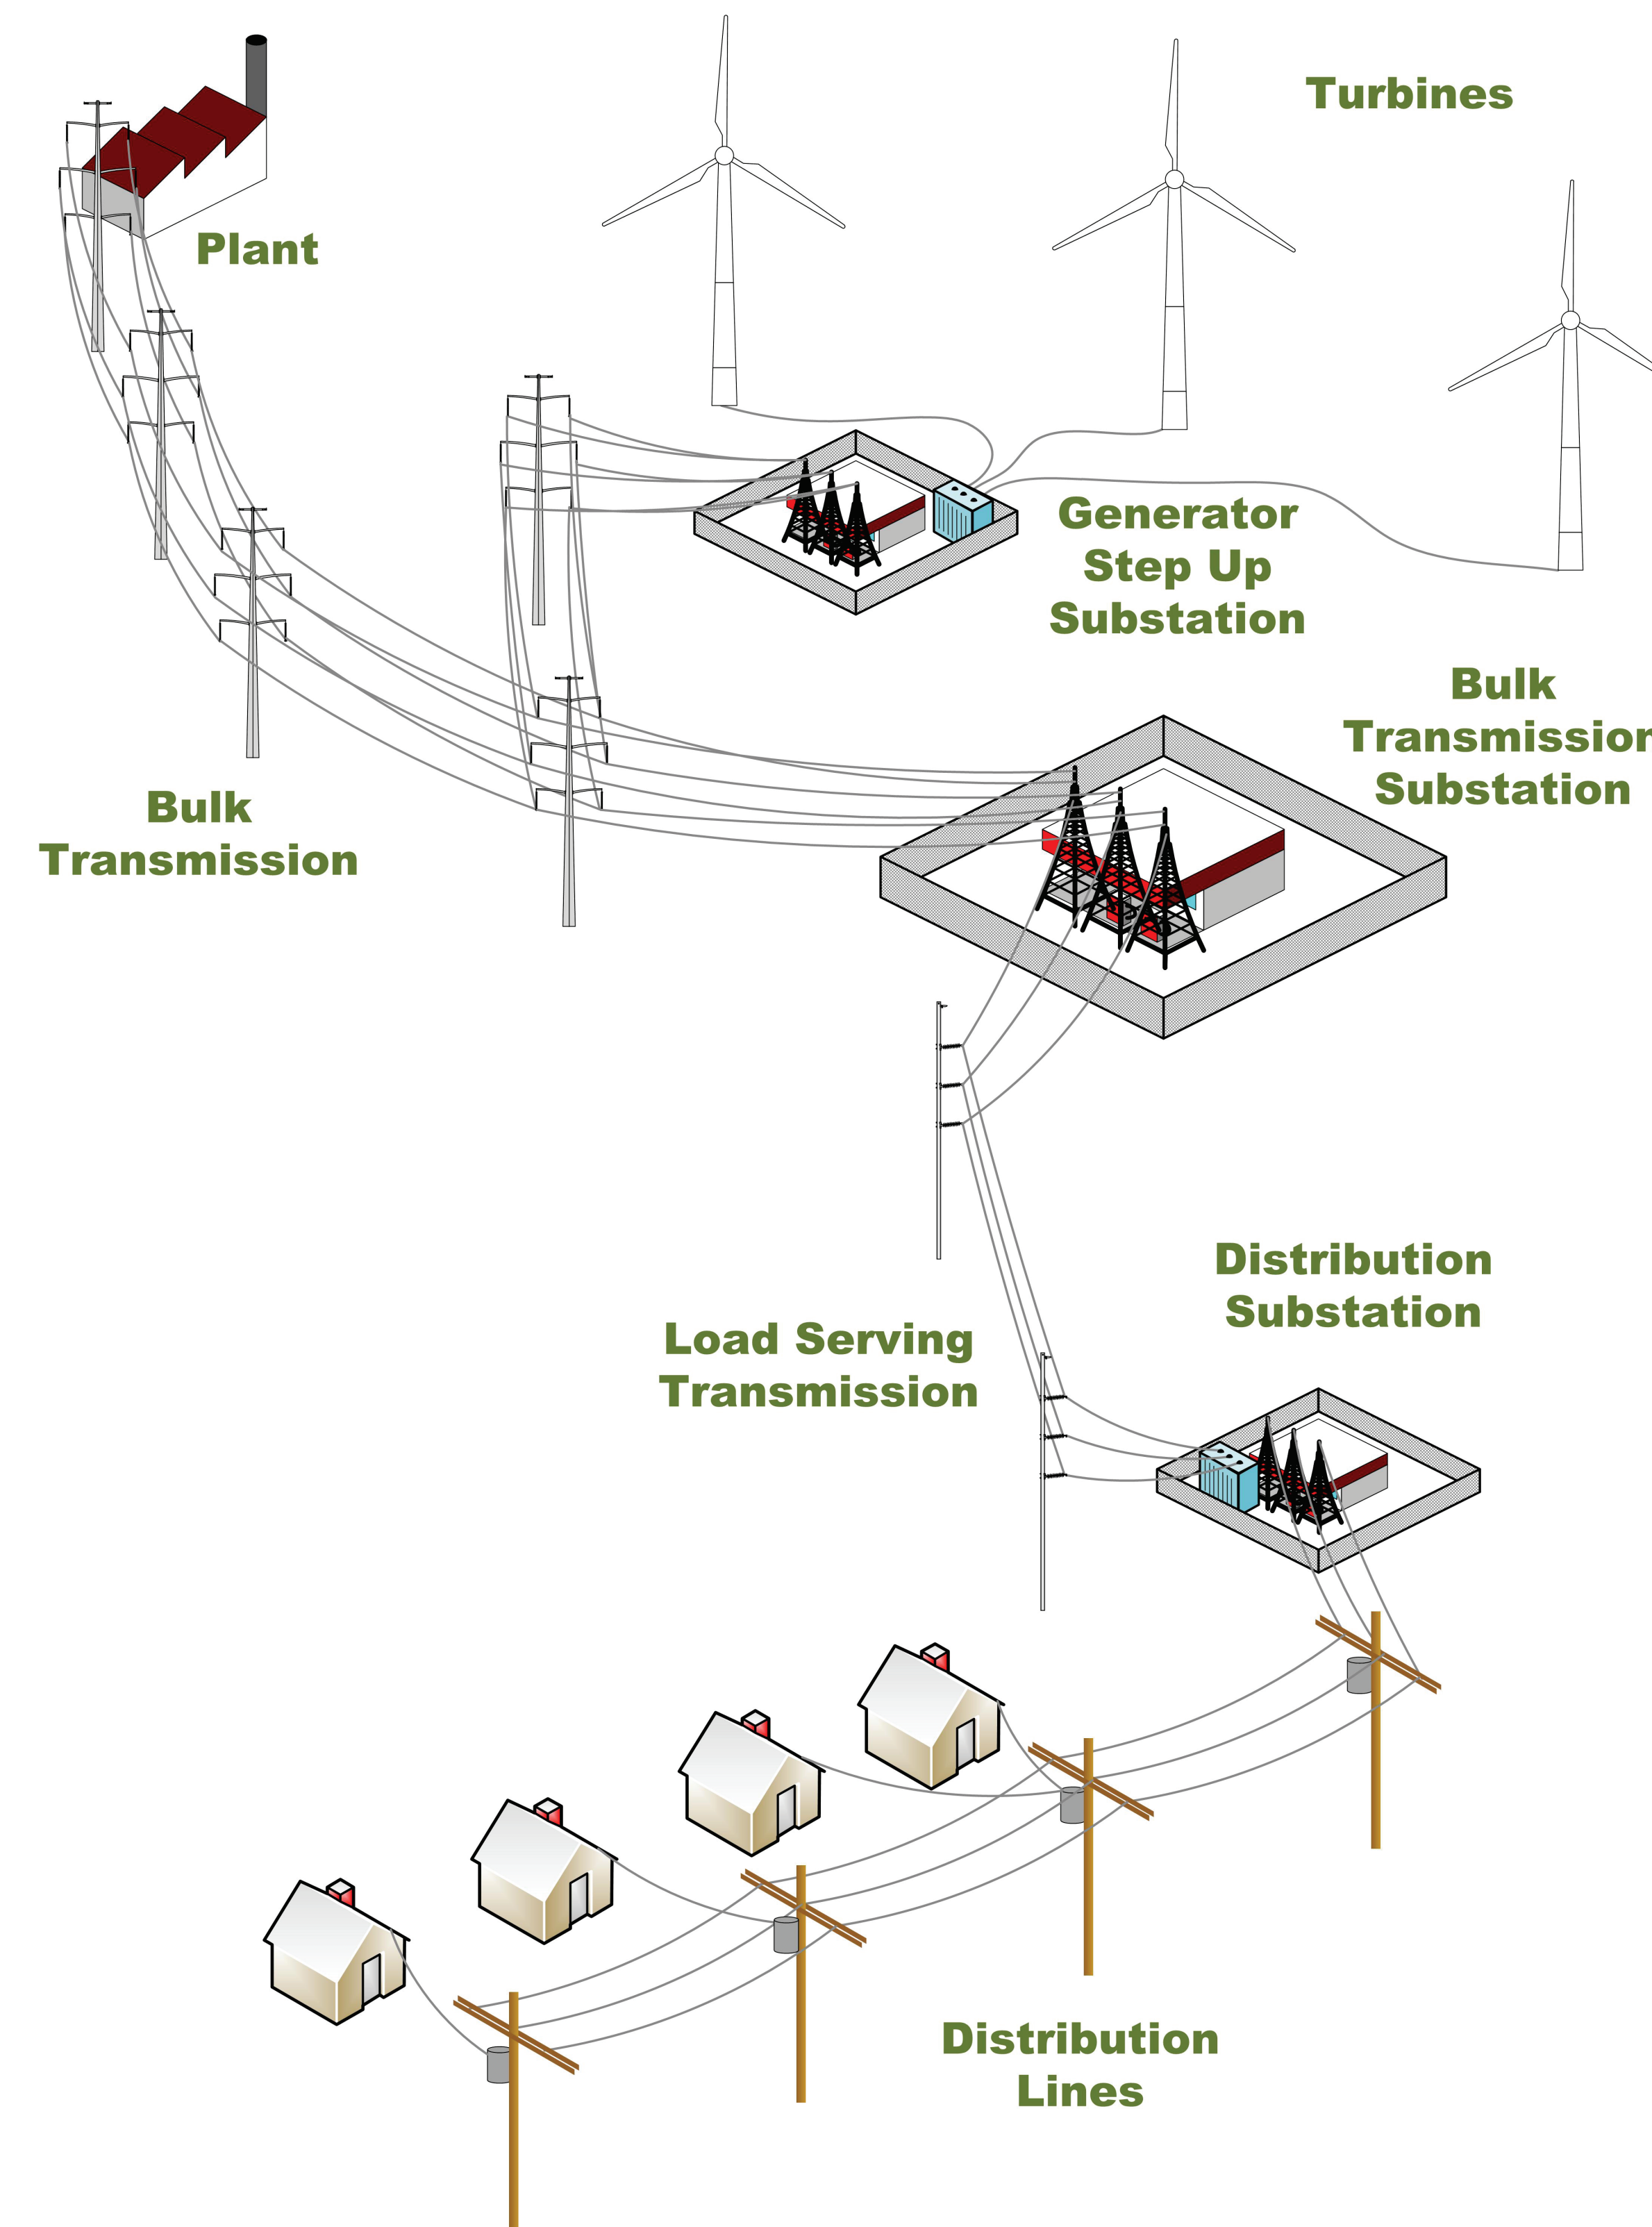 Turbines
Plant
Generator
Step Up
Substation
Bulk
Transmission
Substation
Bulk
Transmission
Distribution
Substation
Load Serving
Transmission
Distribution
Lines